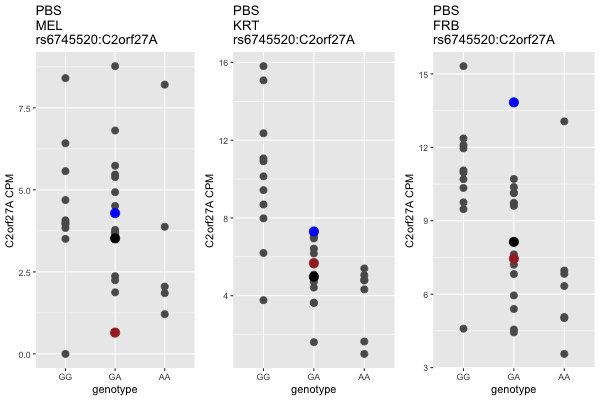 PBS
MEL
rs6745520:C2orf27A
C2orf27A CPM
7.5
5.0
2.5
0.0
GG GA AA
genotype
PBS
KRT
rs6745520:C2orf27A
C2orf27A CPM
16
12
8
4
GG GA AA
genotype
PBS
FRB
rs6745520:C2orf27A
C2orf27A CPM
15
12
9
6
3
GG GA AA
genotype